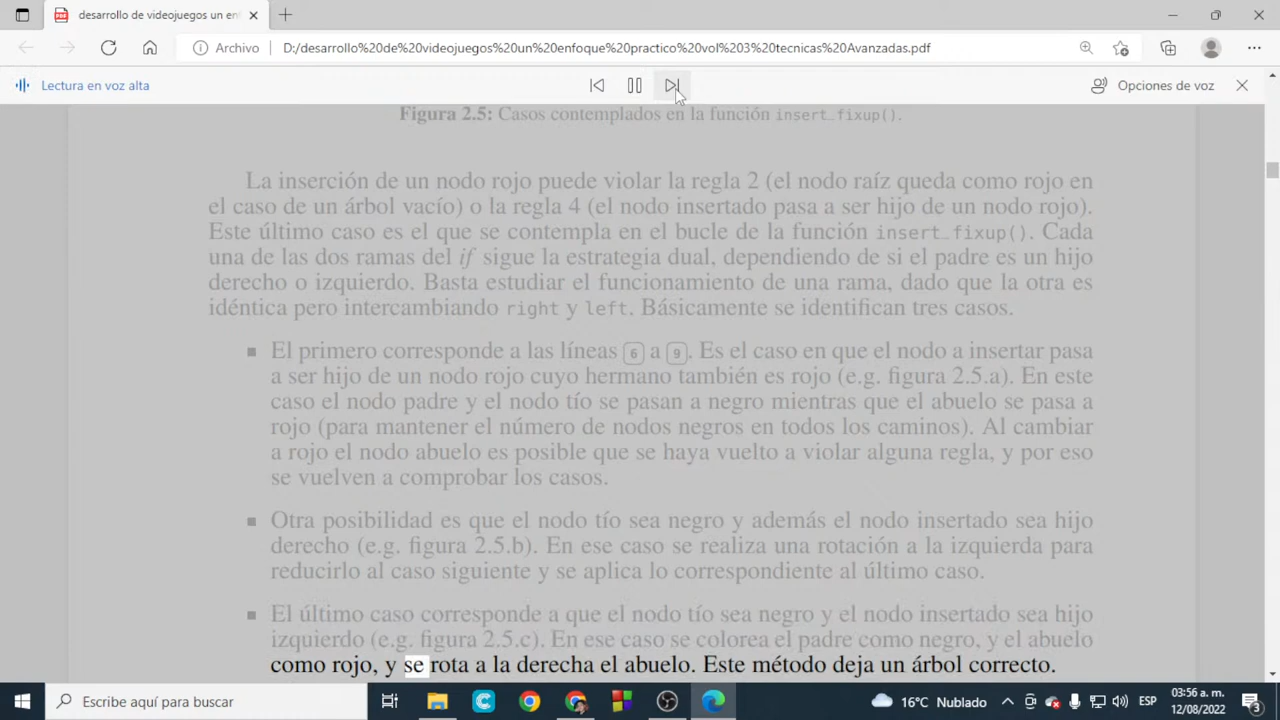 desarrollo de videojuegos un en
Archivo
D:/desarrollo%20de%20videojuegos%20un%20enfoque%20practico%20vol%203%20tecnicas%20Avanzadas.pdf
Lectura en voz alta
Opciones de voz
Figura 2.5: Casos contemplados en la función insert_fixup().
La inserción de un nodo rojo puede violar la regla 2 (el nodo raíz queda como rojo en
el caso de un árbol vacío) o la regla 4 (el nodo insertado pasa a ser hijo de un nodo rojo).
Este último caso es el que se contempla en el bucle de la función insert_fixup(). Cada
una de las dos ramas del if sigue la estrategia dual, dependiendo de si el padre es un hijo
derecho o izquierdo. Basta estudiar el funcionamiento de una rama, dado que la otra es
idéntica pero intercambiando right y left. Básicamente se identifican tres casos.
■ El primero corresponde a las líneas 6 a 9. Es el caso en que el nodo a insertar pasa
a ser hijo de un nodo rojo cuyo hermano también es rojo (e.g. figura 2.5.a). En este
caso el nodo padre y el nodo tío se pasan a negro mientras que el abuelo se pasa a
rojo (para mantener el número de nodos negros en todos los caminos). Al cambiar
a rojo el nodo abuelo es posible que se haya vuelto a violar alguna regla, y por eso
se vuelven a comprobar los casos.
■ Otra posibilidad es que el nodo tío sea negro y además el nodo insertado sea hijo
derecho (e.g. figura 2.5.b). En ese caso se realiza una rotación a la izquierda para
reducirlo al caso siguiente y se aplica lo correspondiente al último caso.
■ El último caso corresponde a que el nodo tío sea negro y el nodo insertado sea hijo
izquierdo (e.g. figura 2.5.c). En ese caso se colorea el padre como negro, y el abuelo
como rojo, y se rota a la derecha el abuelo. Este método deja un árbol correcto.
Escribe aquí para buscar
16°C Nublado
ESP
03:56 a. m.
12/08/2022
3